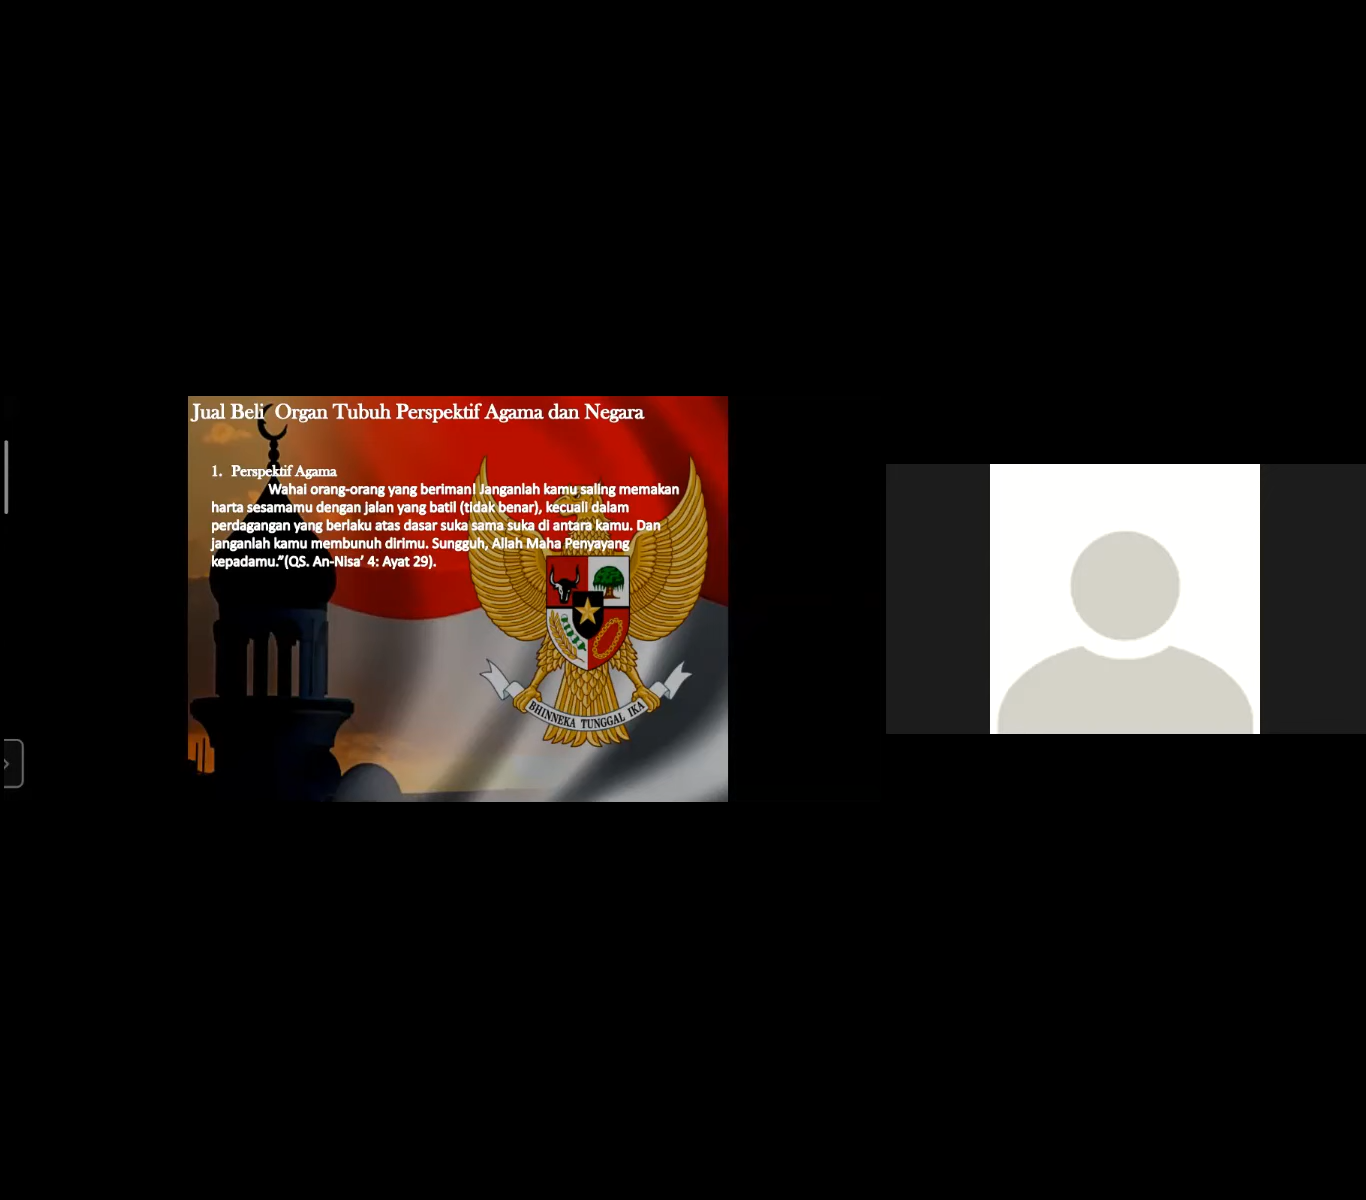 Jual Beli Organ Tubuh Perspektif Agama dan Negara
1. Perspektif Agama
Wahai orang-orang yang beriman! Janganlah kamu saling memakan
harta sesamamu dengan jalan yang batil (tidak benar), kecuali dalam
perdagangan yang berlaku atas dasar suka sama suka di antara kamu. Dan
janganlah kamu membunuh dirimu. Sungguh, Allah Maha Penyayang
kepadamu.”(QS. An-Nisa’ 4: Ayat 29).
BHINNEKA TUNGGAL IKA